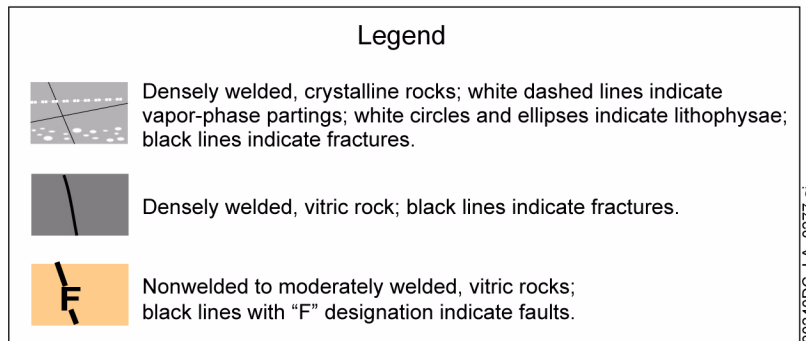 Legend
Densely welded, crystalline rocks; white dashed lines indicate
vapor-phase partings; white circles and ellipses indicate lithophysae;
black lines indicate fractures.
Densely welded, vitric rock; black lines indicate fractures.
F
Nonwelded to moderately welded, vitric rocks;
black lines with “F” designation indicate faults.